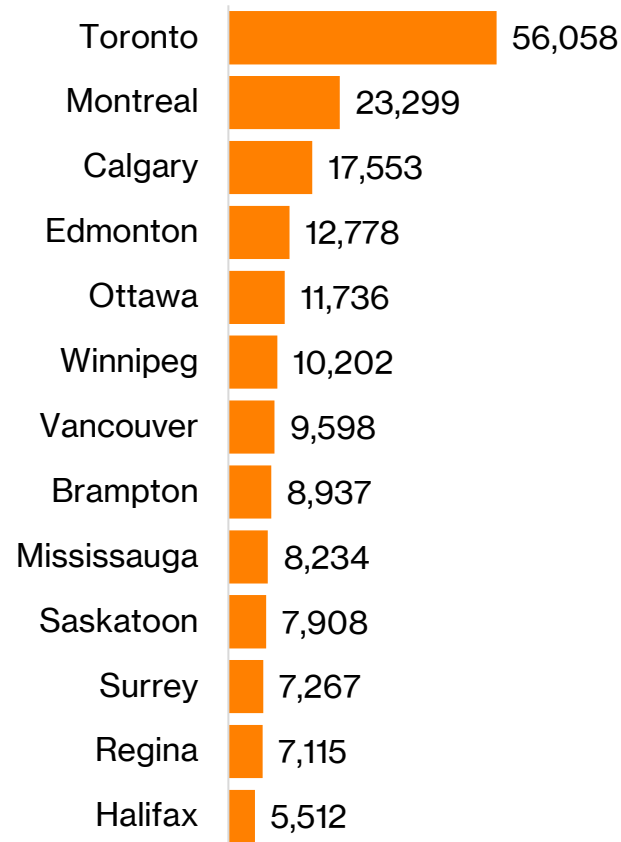 Toronto 56,058
Montreal 23,299
Calgary 17,553
Edmonton 12,778
Ottawa 11,736
Winnipeg 10,202
Vancouver 9,598
Brampton 8,937
Mississauga 8,234
Saskatoon 7,908
Surrey 7,267
Regina 7,115
Halifax 5,512